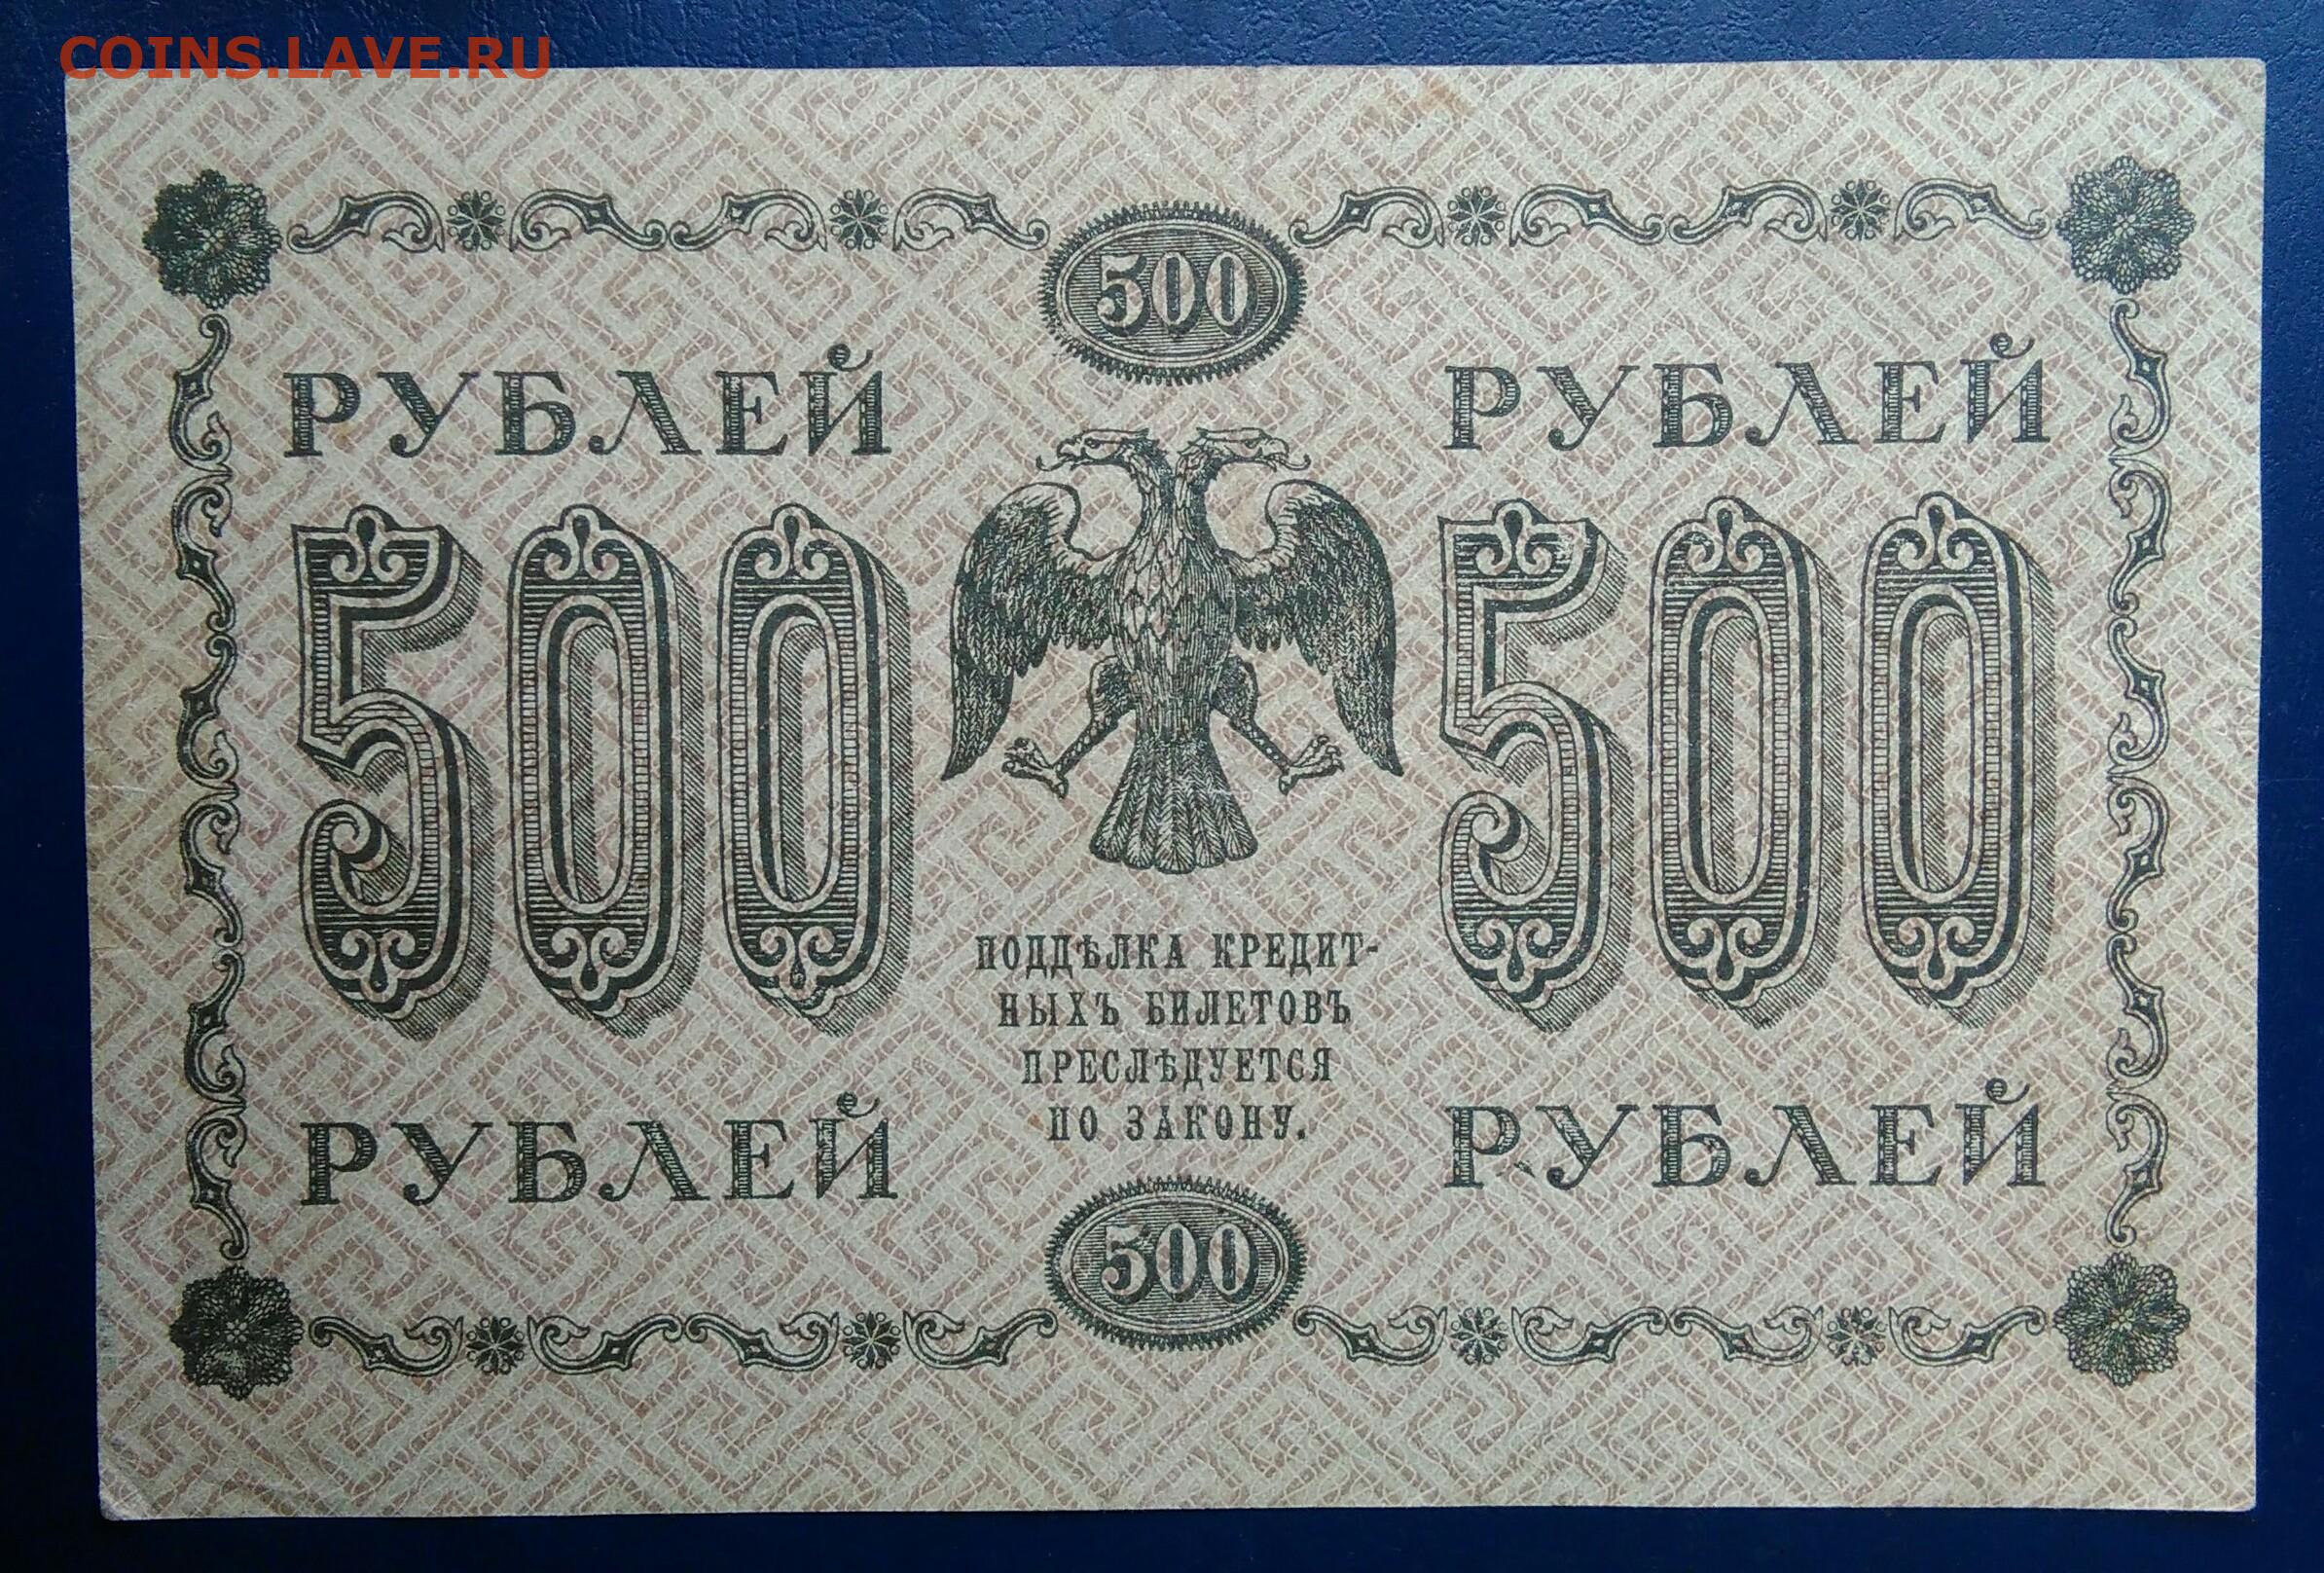 COINS.LAVE.RU
500
РУБЛЕЙ РУБЛЕЙ
500 500
ПОДДѢЛКА КРЕДИТ-
НЫХЪ БИЛЕТОВЪ
ПРЕСЛѢДУЕТСЯ
ПО ЗАКОНУ.
РУБЛЕЙ РУБЛЕЙ
500